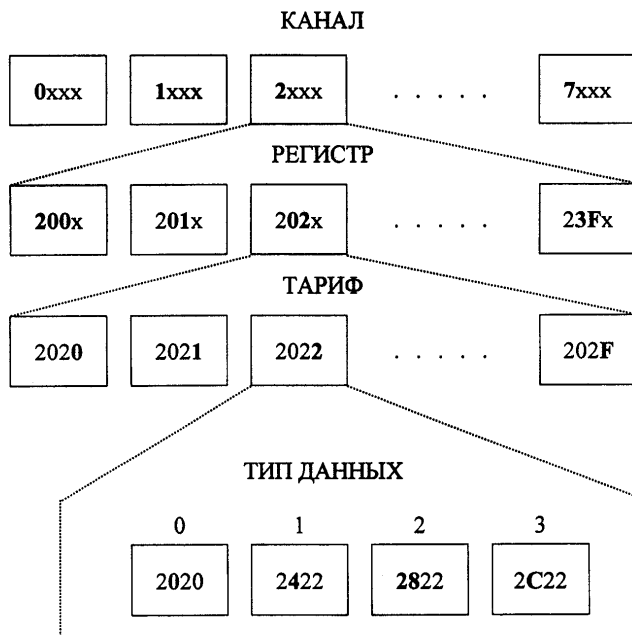 КАНАЛ
0xxx 1xxx 2xxx . . . . . 7xxx
РЕГИСТР
200x 201x 202x . . . . . 23Fx
ТАРИФ
2020 2021 2022 . . . . . 202F
ТИП ДАННЫХ
0 1 2 3
2020 2422 2822 2C22